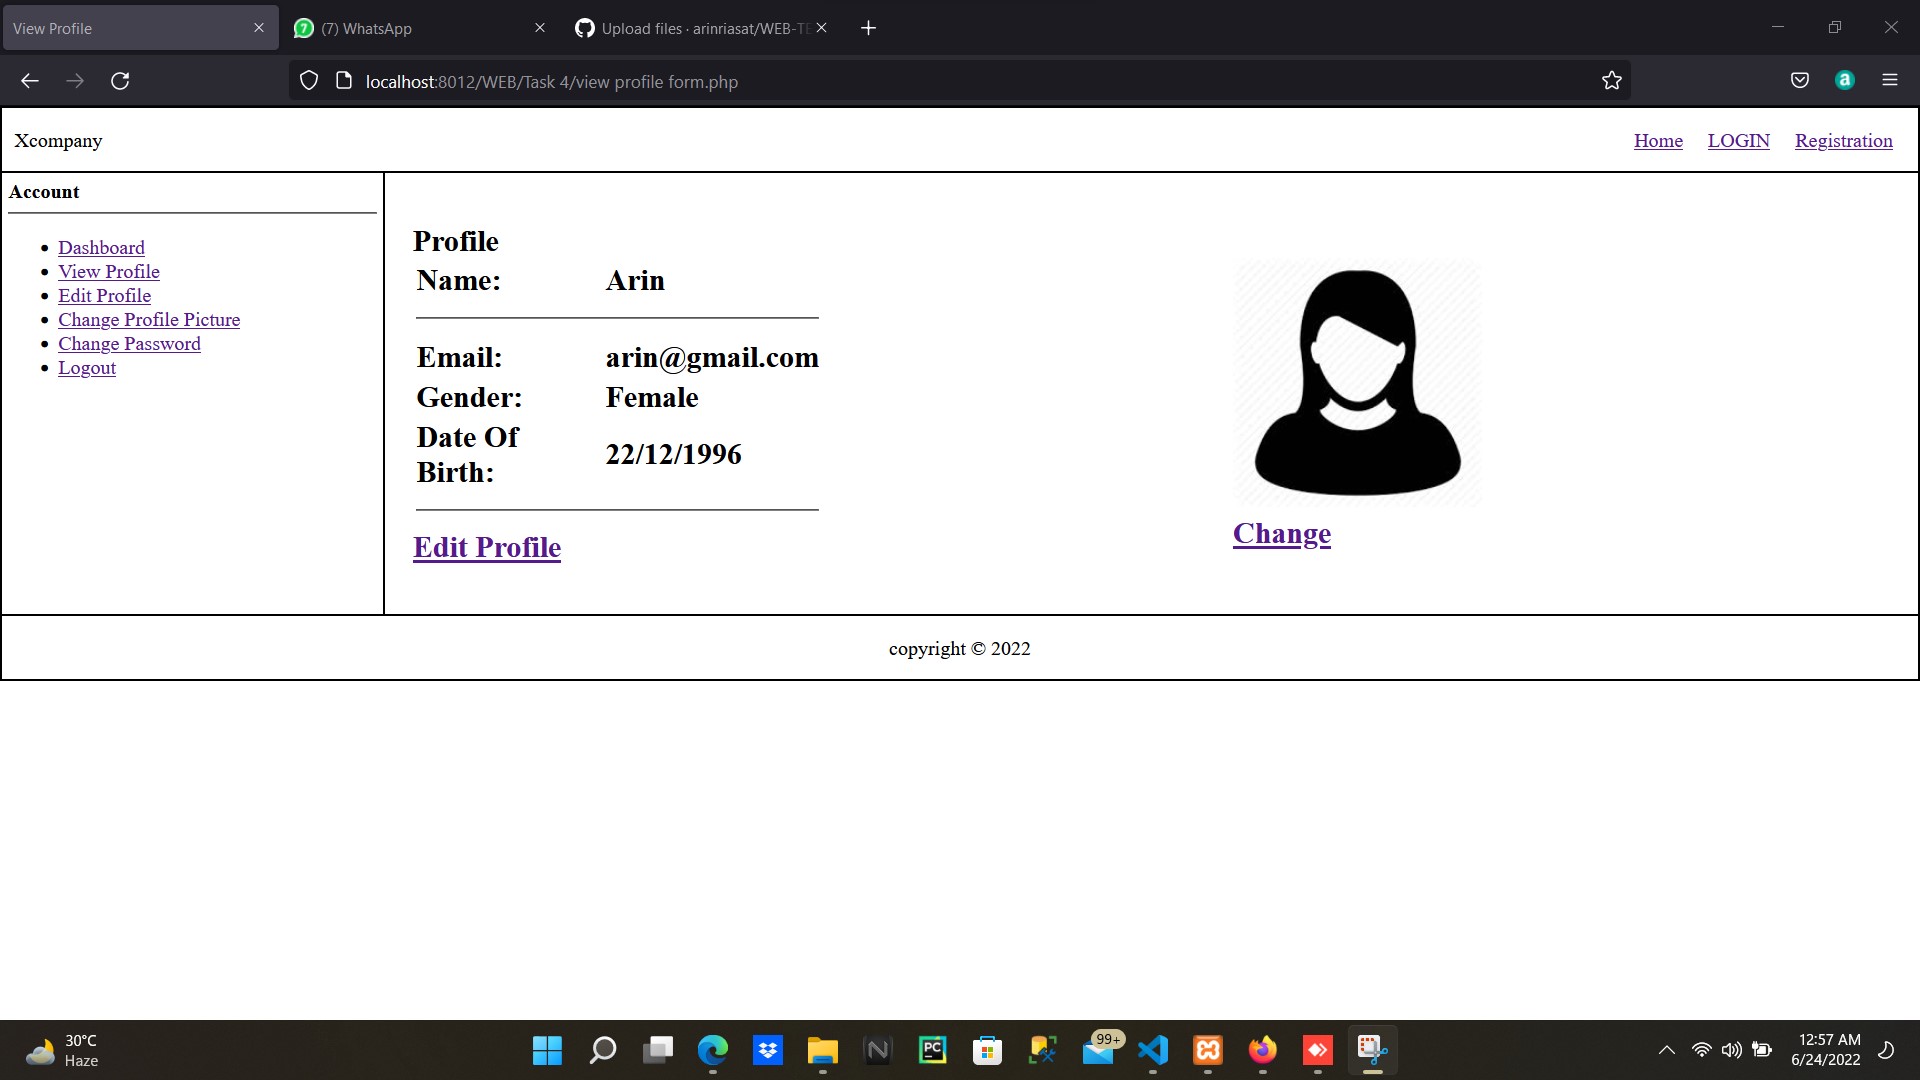 View Profile
(7) WhatsApp
Upload files · arinriasat/WEB-TE
localhost:8012/WEB/Task 4/view profile form.php
Xcompany
Home LOGIN Registration
Account
Dashboard
View Profile
Edit Profile
Change Profile Picture
Change Password
Logout
Profile
Name: Arin
Email: arin@gmail.com
Gender: Female
Date Of
Birth: 22/12/1996
Edit Profile
Change
copyright © 2022
30°C
Haze
PC
99+
12:57 AM
6/24/2022